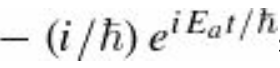 − (i/ℏ) e^{iE_a t/ℏ}